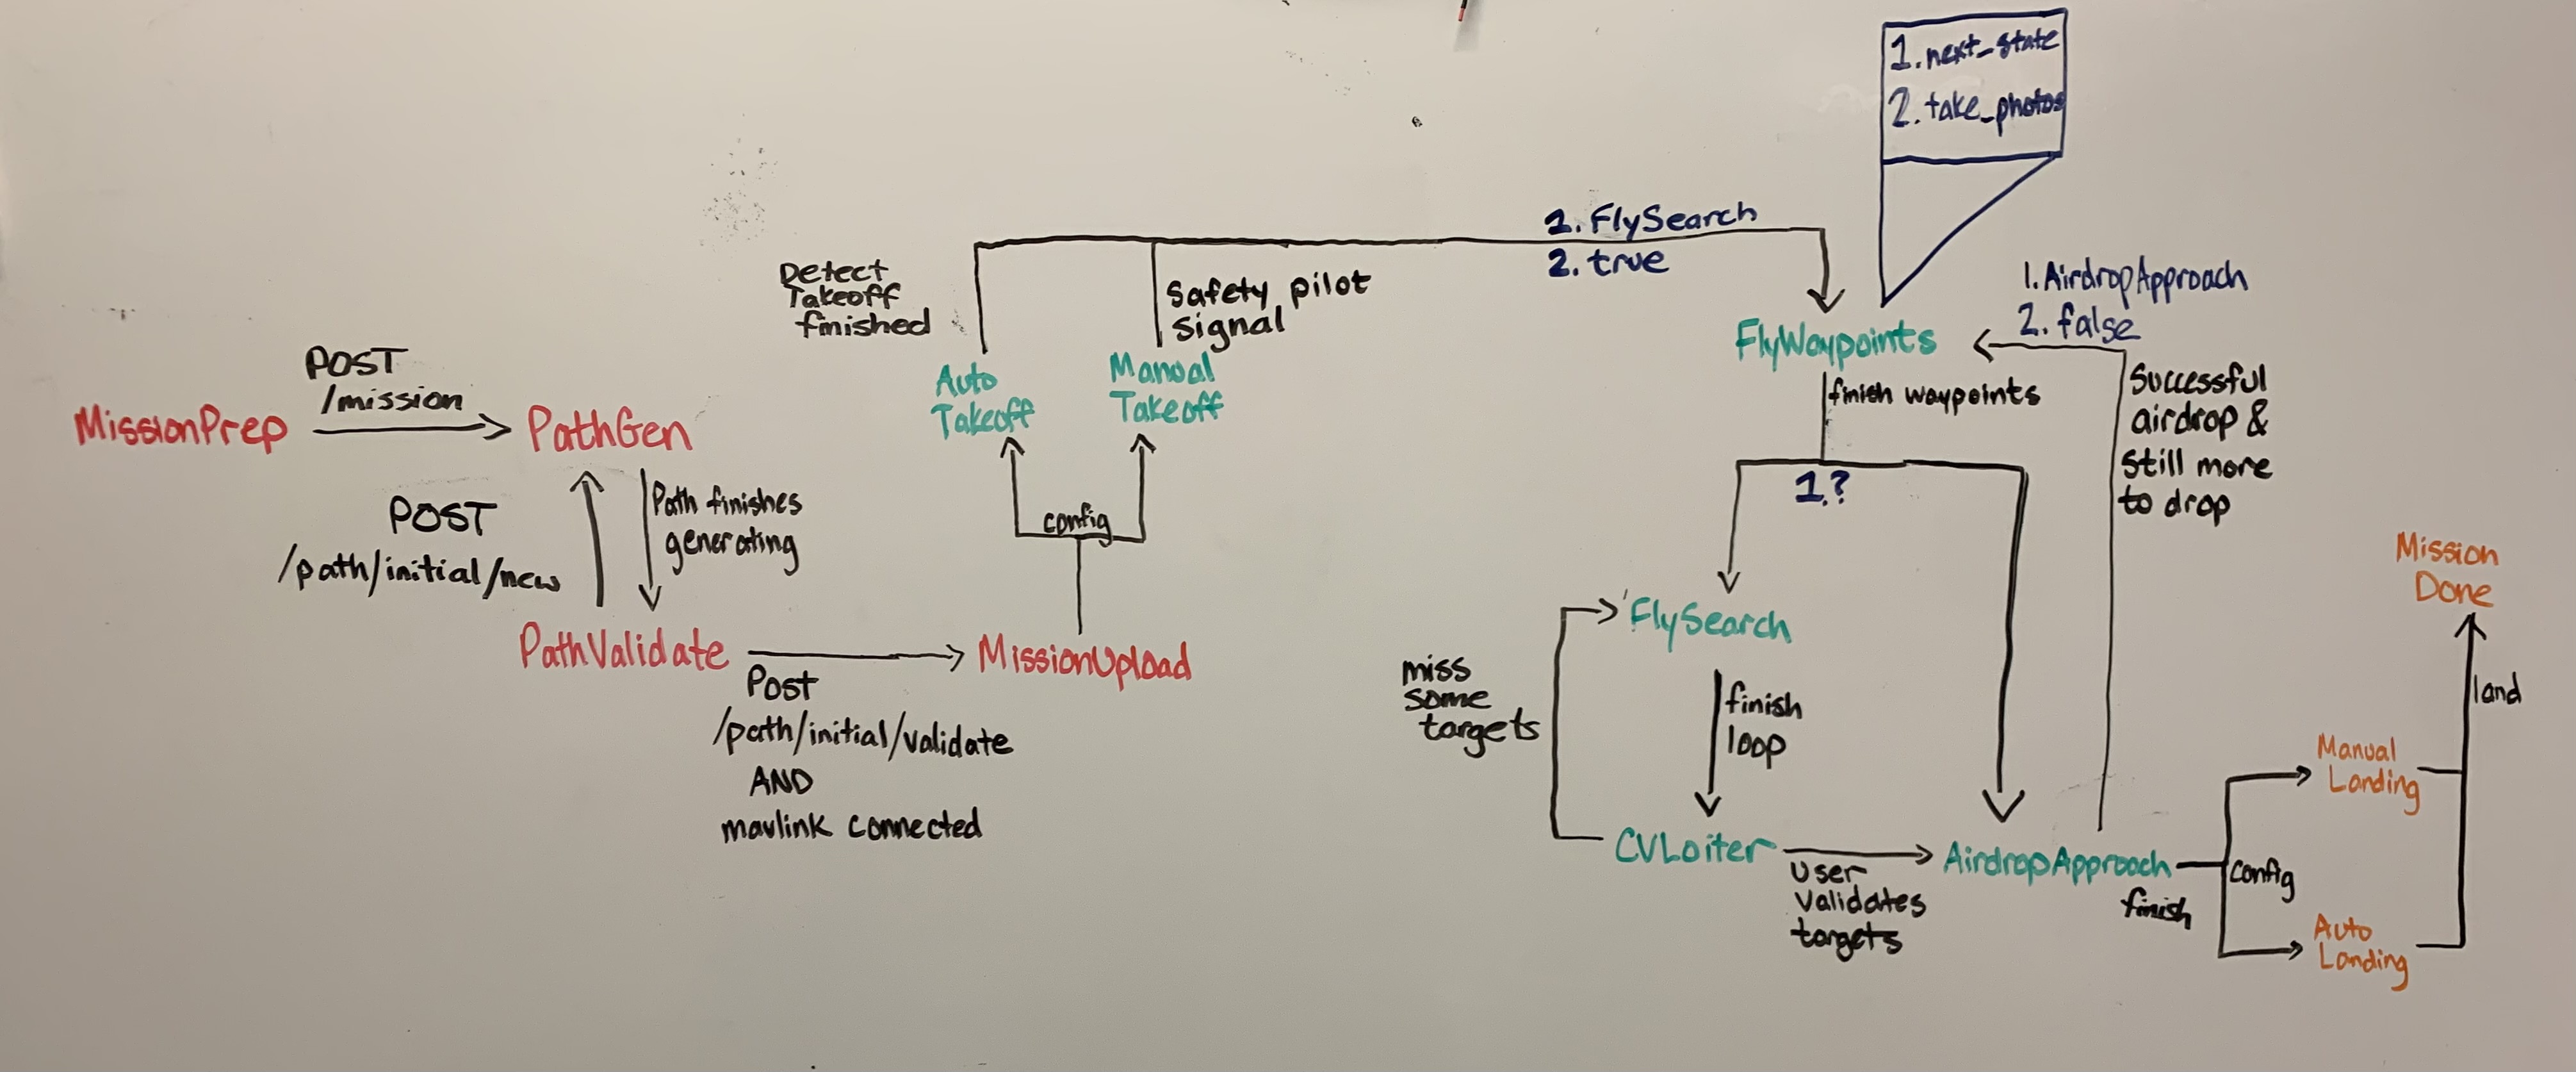 1. next_state
2. take_photos
1. FlySearch
2. true
Detect
Takeoff
finished
Safety pilot
signal
1. AirdropApproach
2. false
FlyWaypoints
POST
/mission
MissionPrep
PathGen
Auto
Takeoff
Manual
Takeoff
finish waypoints
Successful
airdrop &
still more
to drop
1.?
POST
/path/initial/new
Path finishes
generating
config
PathValidate
MissionUpload
Post
/path/initial/validate
AND
mavlink connected
FlySearch
miss
some
targets
finish
loop
CVLoiter
User
validates
targets
AirdropApproach
finish
config
Manual
Landing
Auto
Landing
land
Mission
Done